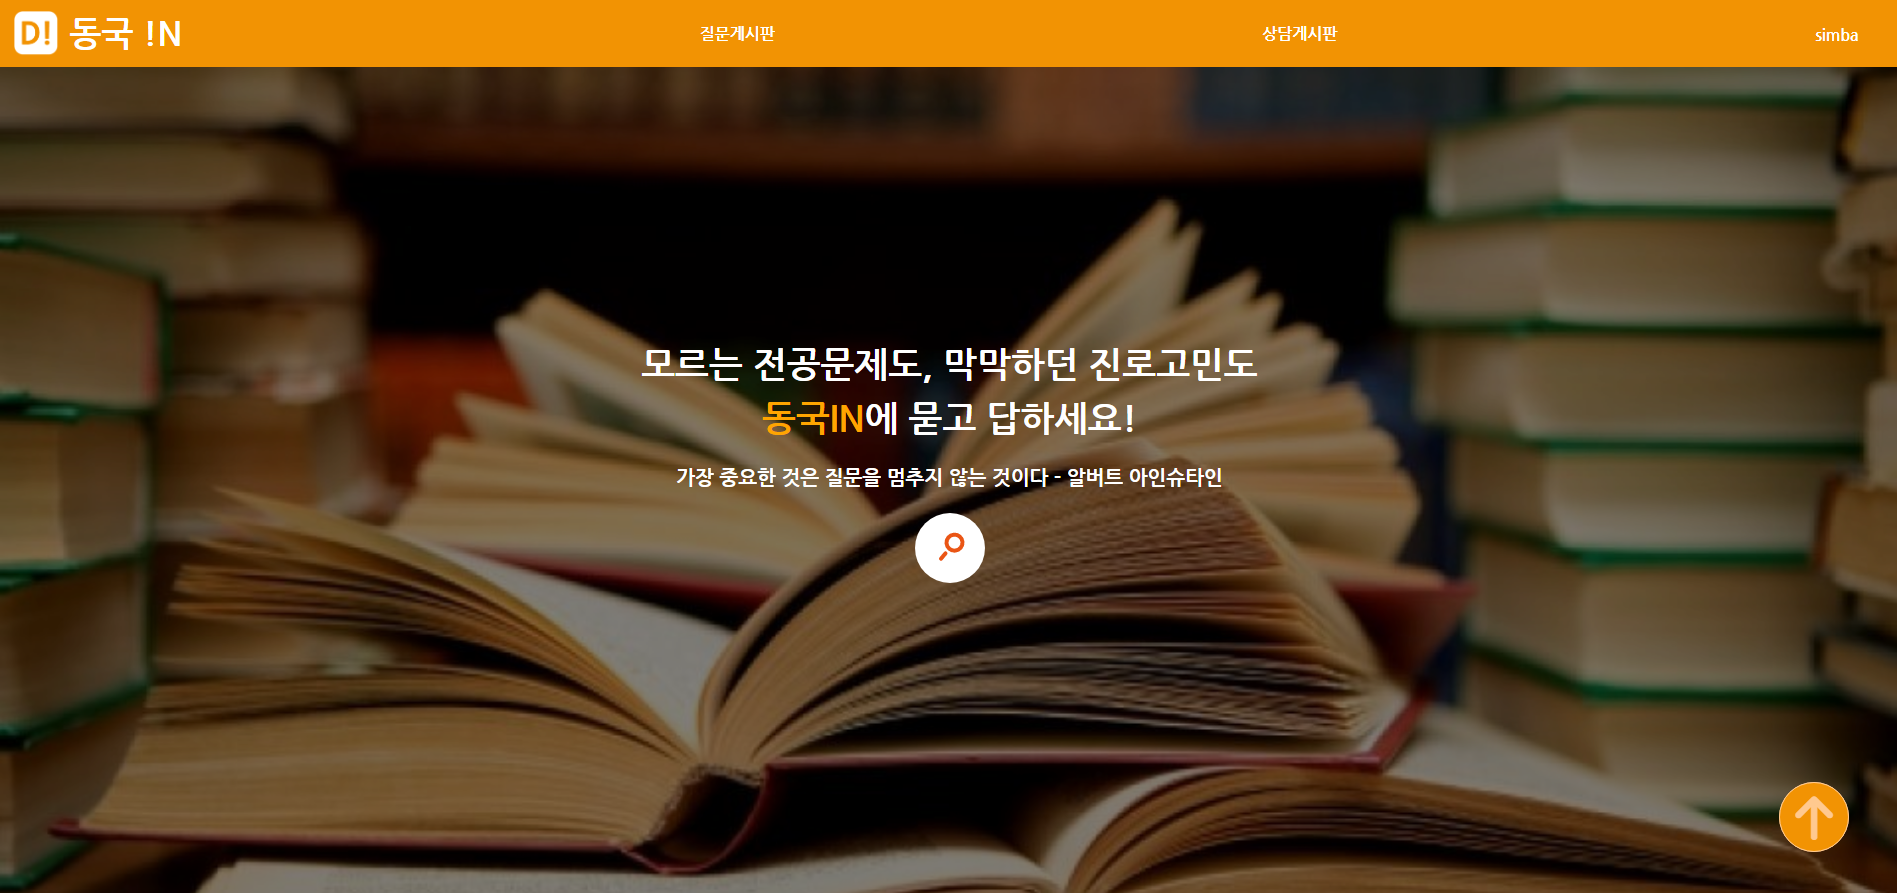 D! 동국 !N
질문게시판
상담게시판
simba
모르는 전공문제도, 막막하던 진로고민도
동국IN에 묻고 답하세요!
가장 중요한 것은 질문을 멈추지 않는 것이다 - 알버트 아인슈타인